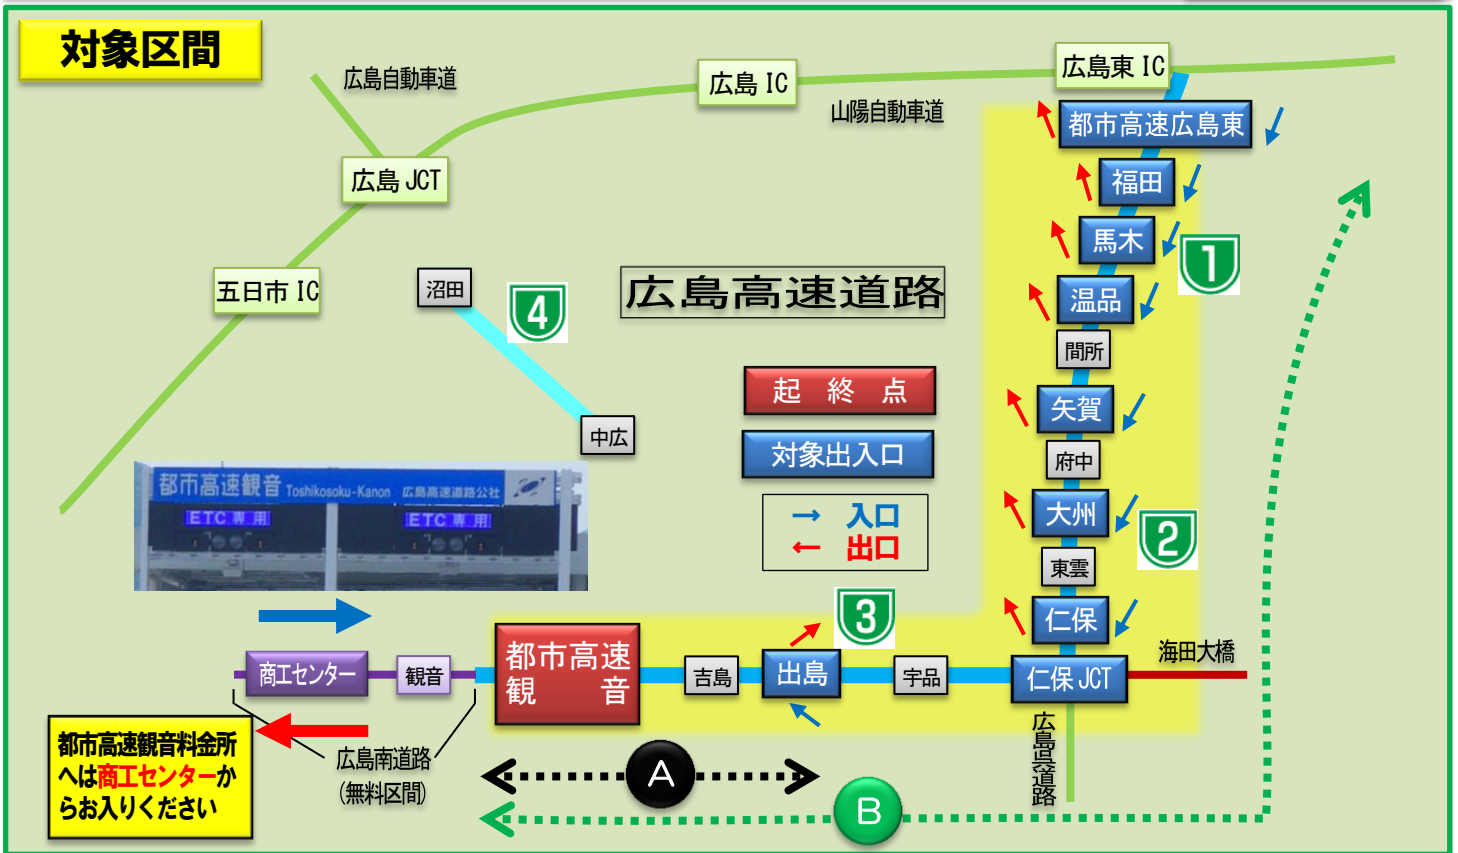 対象区間
広島自動車道
広島 IC
広島東 IC
山陽自動車道
都市高速広島東
広島 JCT
福田
馬木
1
五日市 IC
沼田
4
広島高速道路
温品
間所
起 終 点
矢賀
中広
対象出入口
府中
都市高速観音 Toshikosoku-Kanon 広島高速道路公社
ETC専用
ETC専用
→ 入口
← 出口
大州
2
東雲
3
仁保
都市高速
観 音
商工センター
観音
吉島
出島
宇品
仁保 JCT
海田大橋
広島県道路
都市高速観音料金所
へは商工センターか
らお入りください
広島南道路
(無料区間)
A
B